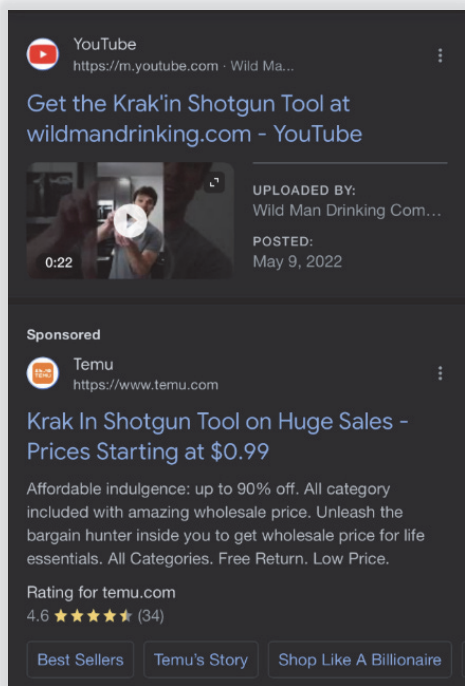 YouTube
https://m.youtube.com · Wild Ma...
Get the Krak'in Shotgun Tool at
wildmandrinking.com - YouTube
0:22
UPLOADED BY:
Wild Man Drinking Com...
POSTED:
May 9, 2022
Sponsored
TEMU
Temu
https://www.temu.com
Krak In Shotgun Tool on Huge Sales -
Prices Starting at $0.99
Affordable indulgence: up to 90% off. All category
included with amazing wholesale price. Unleash the
bargain hunter inside you to get wholesale price for life
essentials. All Categories. Free Return. Low Price.
Rating for temu.com
4.6 ★★★★★ (34)
Best Sellers
Temu's Story
Shop Like A Billionaire